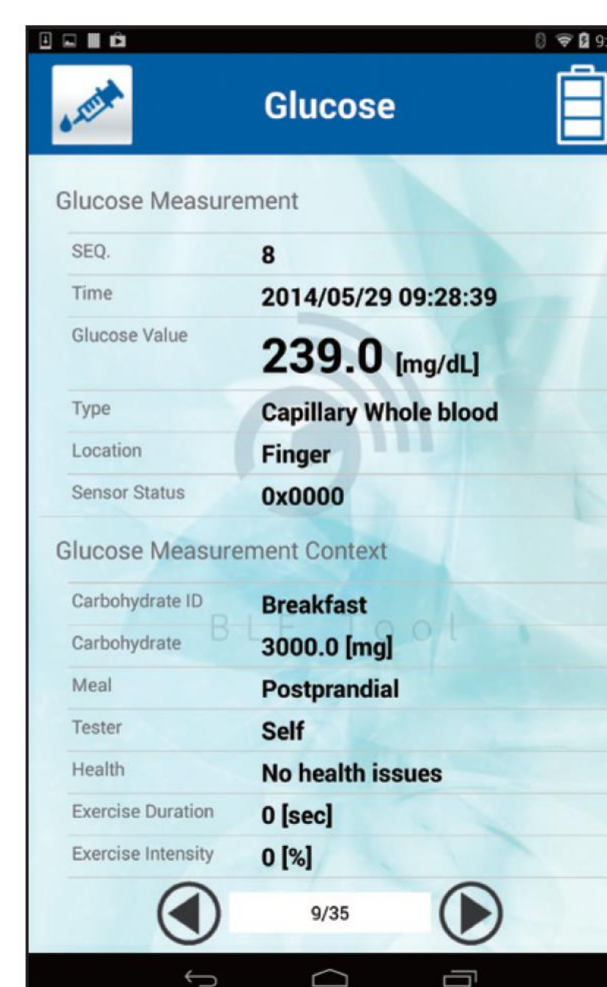 9:
Glucose
Glucose Measurement
SEQ. 8
Time 2014/05/29 09:28:39
Glucose Value 239.0 [mg/dL]
Type Capillary Whole blood
Location Finger
Sensor Status 0x0000
Glucose Measurement Context
Carbohydrate ID Breakfast
BLE Tool
Carbohydrate 3000.0 [mg]
Meal Postprandial
Tester Self
Health No health issues
Exercise Duration 0 [sec]
Exercise Intensity 0 [%]
9/35